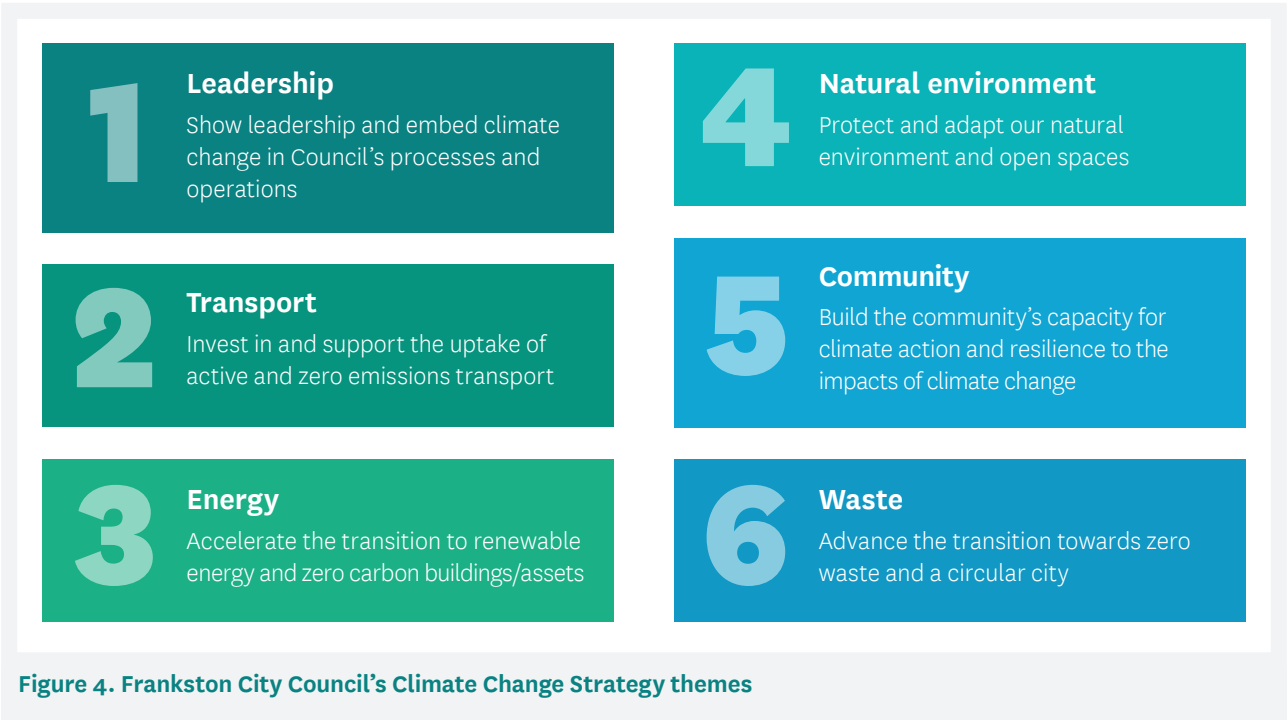 1
Leadership
Show leadership and embed climate
change in Council’s processes and
operations
2
Transport
Invest in and support the uptake of
active and zero emissions transport
3
Energy
Accelerate the transition to renewable
energy and zero carbon buildings/assets
4
Natural environment
Protect and adapt our natural
environment and open spaces
5
Community
Build the community’s capacity for
climate action and resilience to the
impacts of climate change
6
Waste
Advance the transition towards zero
waste and a circular city
Figure 4. Frankston City Council’s Climate Change Strategy themes